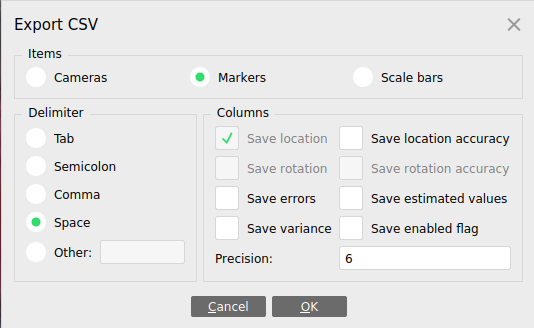 Export CSV
Items
Cameras Markers Scale bars
Delimiter
Tab
Semicolon
Comma
Space
Other:
Columns
Save location Save location accuracy
Save rotation Save rotation accuracy
Save errors Save estimated values
Save variance Save enabled flag
Precision: 6
Cancel OK